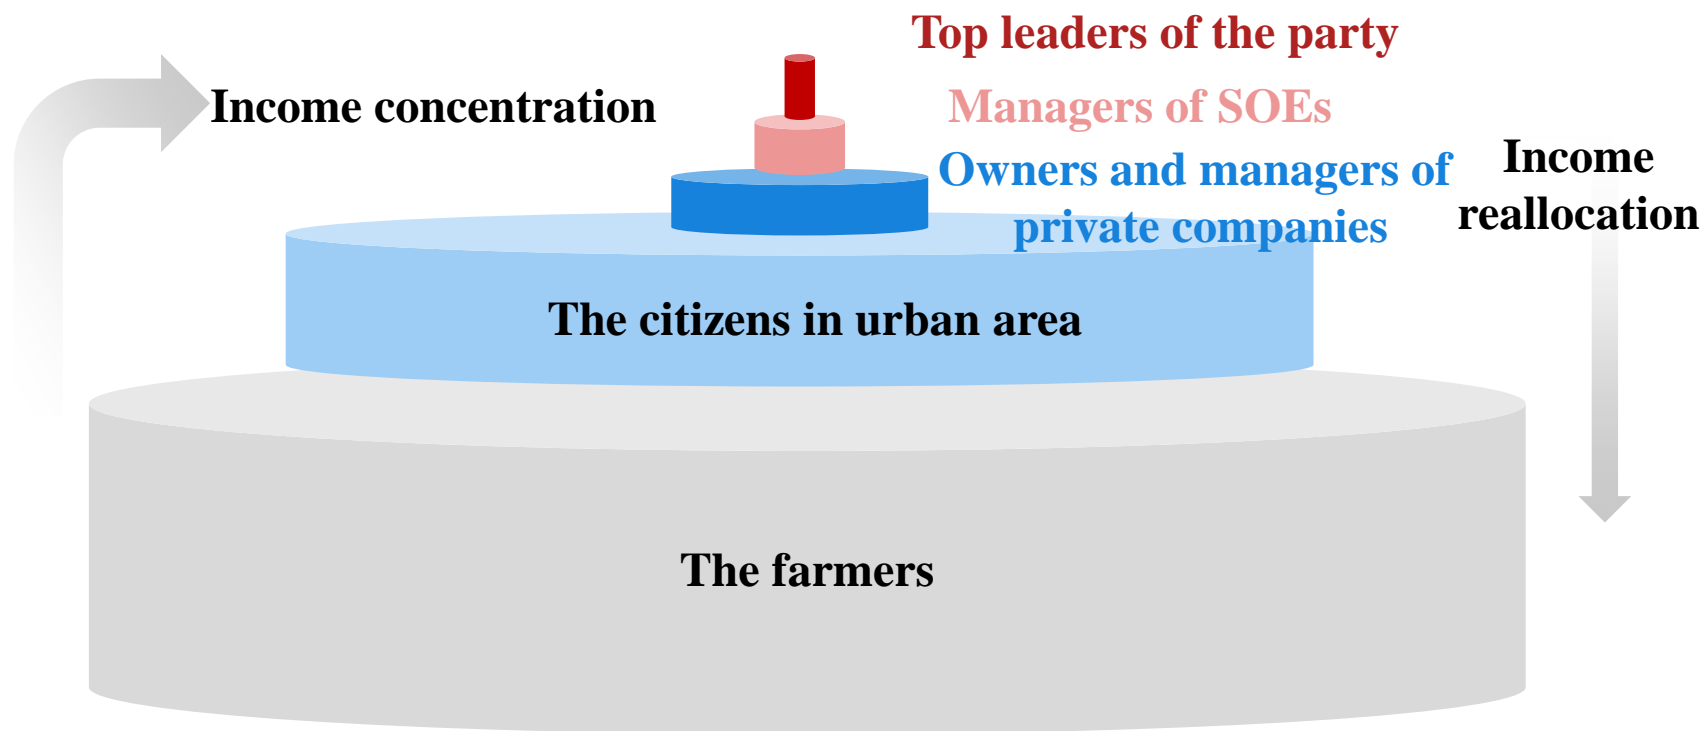 Top leaders of the party
Income concentration
Managers of SOEs
Owners and managers of
private companies
Income
reallocation
The citizens in urban area
The farmers